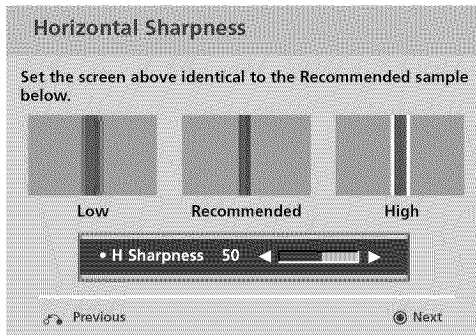 Horizontal Sharpness
Set the screen above identical to the Recommended sample
below.
Low Recommended High
• H Sharpness 50
Previous Next